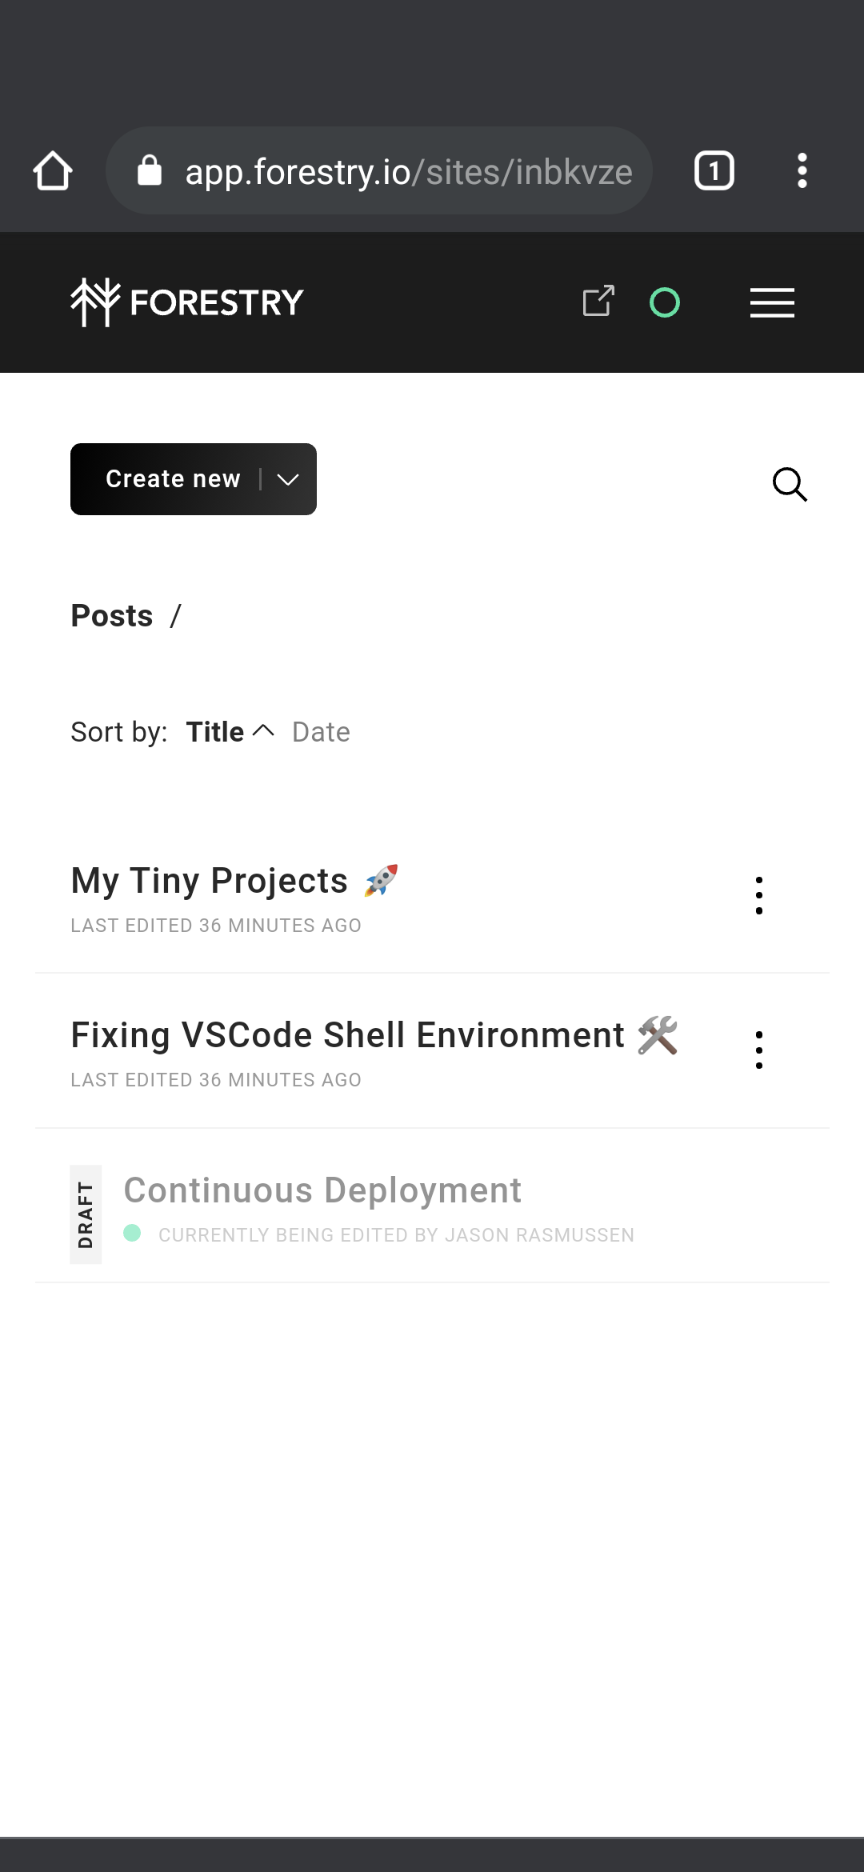 app.forestry.io/sites/inbkvze
1
FORESTRY
Create new
Posts /
Sort by: Title Date
My Tiny Projects 🚀
LAST EDITED 36 MINUTES AGO
Fixing VSCode Shell Environment 🛠
LAST EDITED 36 MINUTES AGO
DRAFT
Continuous Deployment
CURRENTLY BEING EDITED BY JASON RASMUSSEN